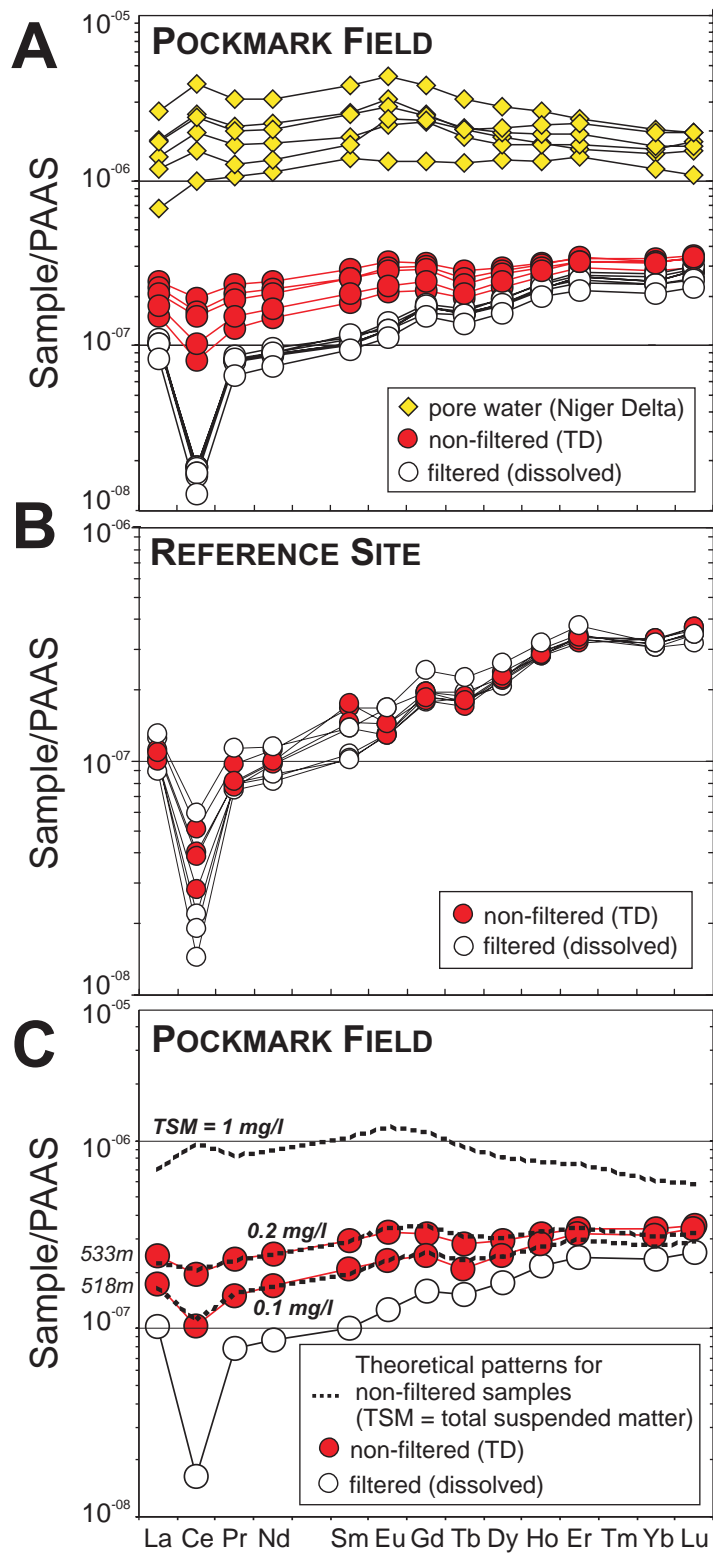 A
POCKMARK FIELD
10-05
10-06
10-07
10-08
Sample/PAAS
pore water (Niger Delta)
non-filtered (TD)
filtered (dissolved)
B
REFERENCE SITE
10-06
10-07
10-08
Sample/PAAS
non-filtered (TD)
filtered (dissolved)
C
POCKMARK FIELD
10-05
10-06
10-07
10-08
Sample/PAAS
TSM = 1 mg/l
0.2 mg/l
533m
518m
0.1 mg/l
Theoretical patterns for
non-filtered samples
(TSM = total suspended matter)
non-filtered (TD)
filtered (dissolved)
La Ce Pr Nd Sm Eu Gd Tb Dy Ho Er Tm Yb Lu